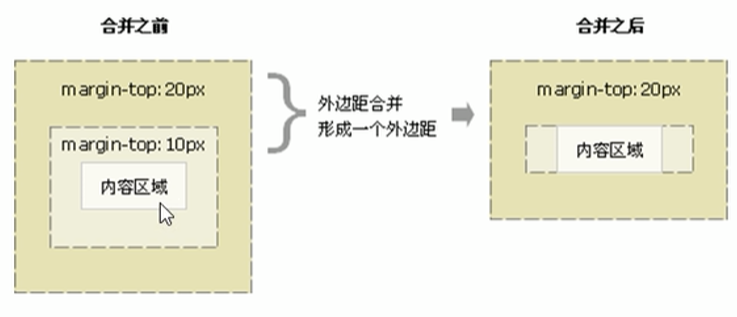 合并之前
合并之后
margin-top: 20px
margin-top: 10px
内容区域
外边距合并
形成一个外边距
margin-top: 20px
内容区域